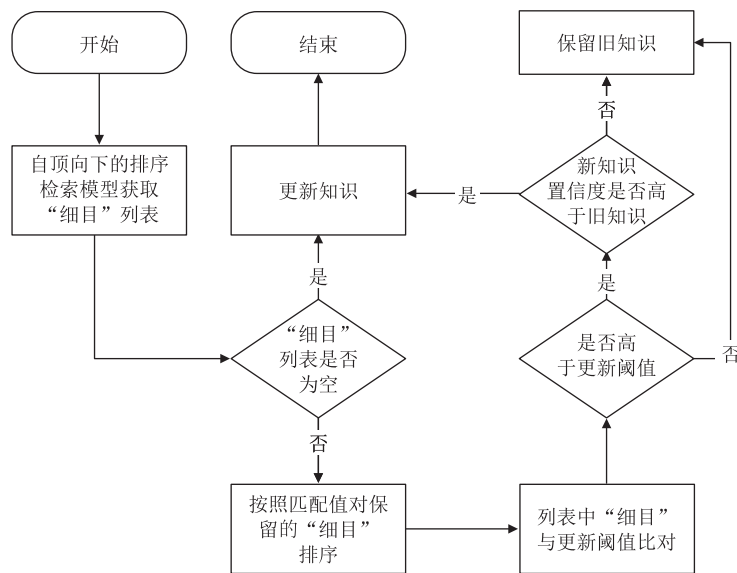 开始
自顶向下的排序
检索模型获取
“细目”列表
结束
更新知识
是
“细目”
列表是否
为空
否
按照匹配值对保
留的“细目”
排序
保留旧知识
否
新知识
置信度是否高
于旧知识
是
是
是否高
于更新阈值
否
列表中“细目”
与更新阈值比对